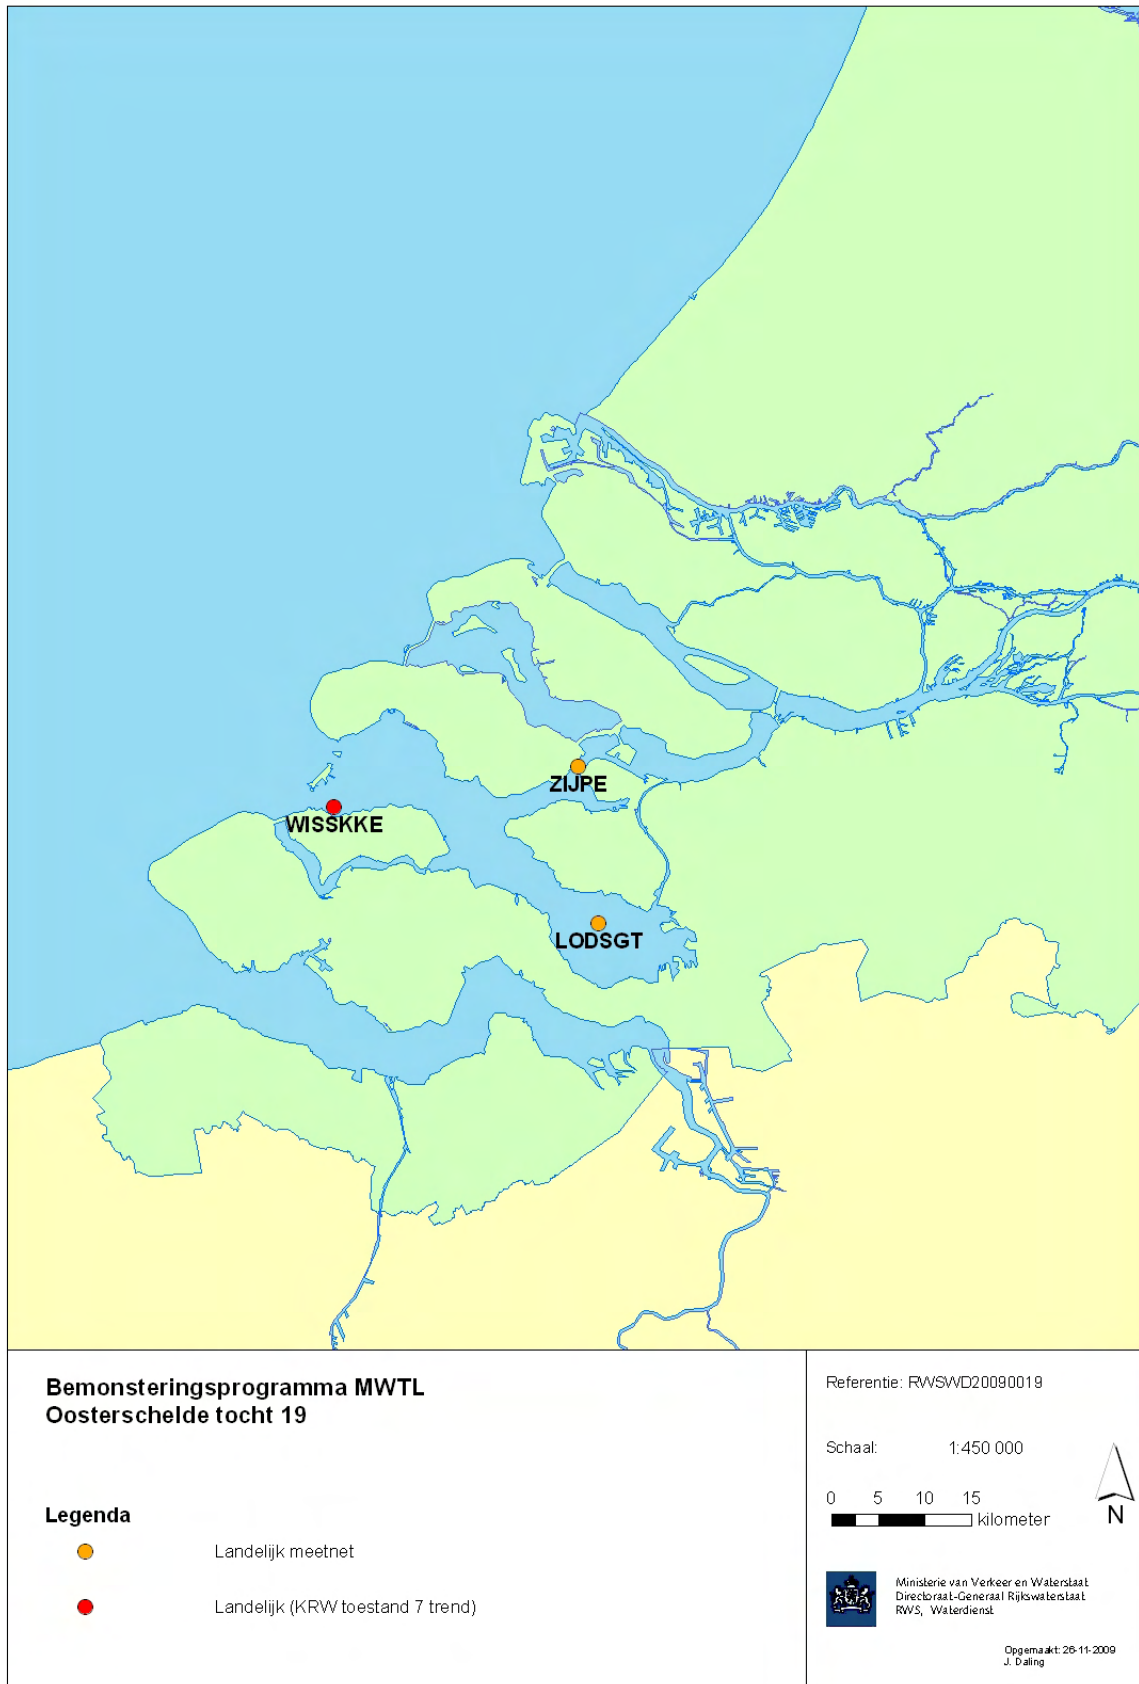 ZIJPE
WISSKKE
LODSGT
Bemonsteringsprogramma MWTL
Oosterschelde tocht 19
Legenda
Landelijk meetnet
Landelijk (KRW toestand 7 trend)
Referentie: RWSWD20090019
Schaal: 1:450 000
0 5 10 15
kilometer
N
Ministerie van Verkeer en Waterstaat
Directoraat-Generaal Rijkswaterstaat
RWS, Waterdienst
Opgemaakt: 26-11-2009
J. Daling